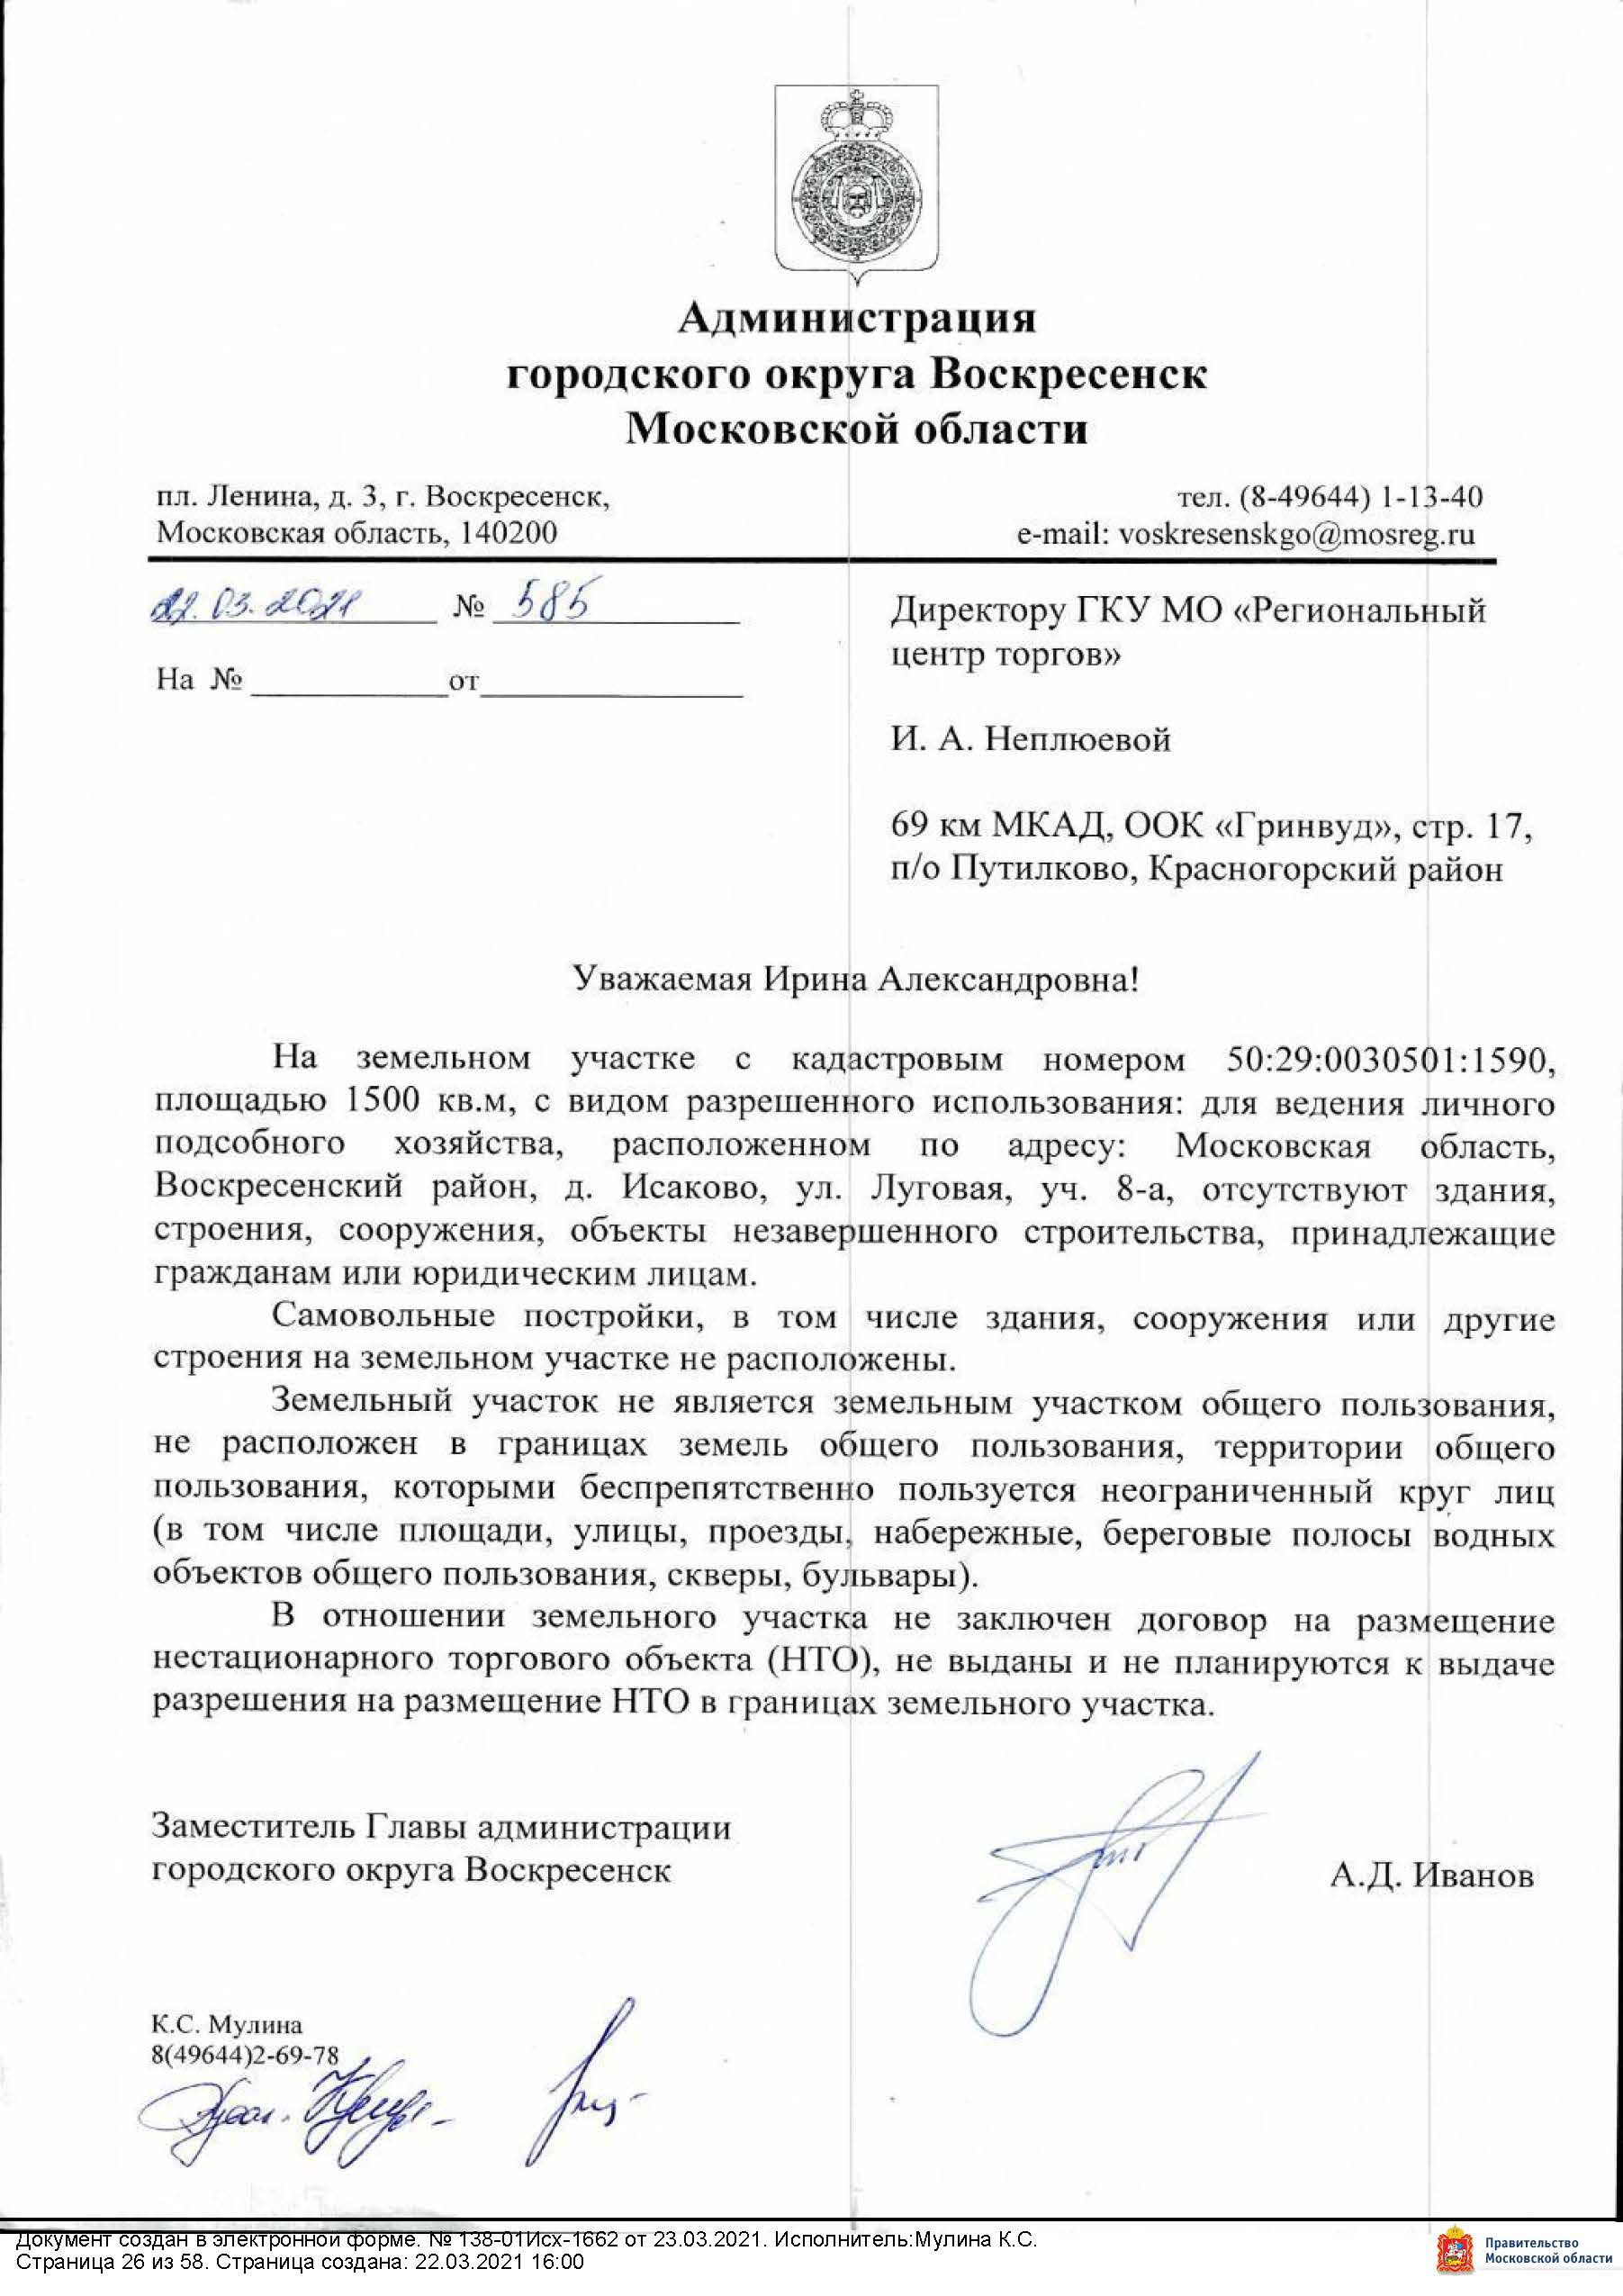 Администрация
городского округа Воскресенск
Московской области
пл. Ленина, д. 3, г. Воскресенск,
Московская область, 140200
тел. (8-49644) 1-13-40
e-mail: voskresenskgo@mosreg.ru
22.03.2021 № 585
На № ____________ от ________________
Директору ГКУ МО «Региональный
центр торгов»
И. А. Неплюевой
69 км МКАД, ООК «Гринвуд», стр. 17,
п/о Путилково, Красногорский район
Уважаемая Ирина Александровна!
На земельном участке с кадастровым номером 50:29:0030501:1590,
площадью 1500 кв.м, с видом разрешенного использования: для ведения личного
подсобного хозяйства, расположенном по адресу: Московская область,
Воскресенский район, д. Исаково, ул. Луговая, уч. 8-а, отсутствуют здания,
строения, сооружения, объекты незавершенного строительства, принадлежащие
гражданам или юридическим лицам.
Самовольные постройки, в том числе здания, сооружения или другие
строения на земельном участке не расположены.
Земельный участок не является земельным участком общего пользования,
не расположен в границах земель общего пользования, территории общего
пользования, которыми беспрепятственно пользуется неограниченный круг лиц
(в том числе площади, улицы, проезды, набережные, береговые полосы водных
объектов общего пользования, скверы, бульвары).
В отношении земельного участка не заключен договор на размещение
нестационарного торгового объекта (НТО), не выданы и не планируются к выдаче
разрешения на размещение НТО в границах земельного участка.
Заместитель Главы администрации
городского округа Воскресенск
А.Д. Иванов
К.С. Мулина
8(49644)2-69-78
Документ создан в электронной форме. № 138-01Исх-1662 от 23.03.2021. Исполнитель:Мулина К.С.
Страница 26 из 58. Страница создана: 22.03.2021 16:00
Правительство
Московской области